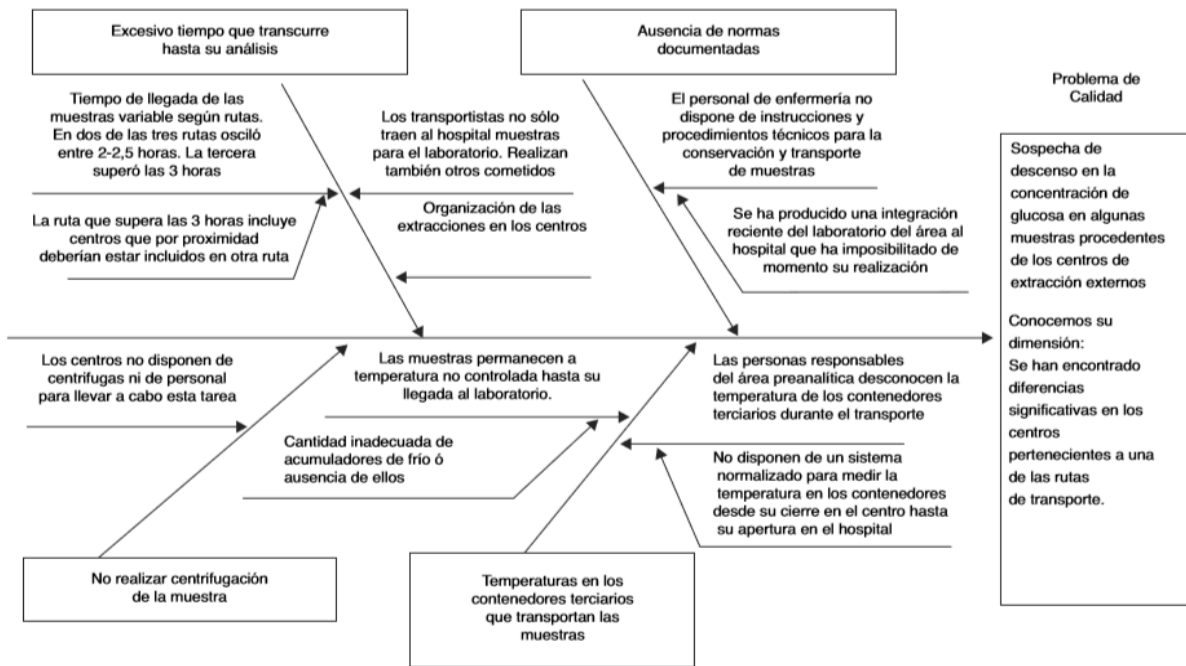 Excesivo tiempo que transcurre
hasta su análisis
Ausencia de normas
documentadas
Problema de
Calidad
Tiempo de llegada de las
muestras variable según rutas.
En dos de las tres rutas osciló
entre 2-2,5 horas. La tercera
superó las 3 horas
Los transportistas no sólo
traen al hospital muestras
para el laboratorio. Realizan
también otros cometidos
El personal de enfermería no
dispone de instrucciones y
procedimientos técnicos para la
conservación y transporte
de muestras
La ruta que supera las 3 horas incluye
centros que por proximidad
deberían estar incluidos en otra ruta
Organización de las
extracciones en los centros
Se ha producido una integración
reciente del laboratorio del área al
hospital que ha imposibilitado de
momento su realización
Sospecha de
descenso en la
concentración de
glucosa en algunas
muestras procedentes
de los centros de
extracción externos
Conocemos su
dimensión:
Se han encontrado
diferencias
significativas en los
centros
pertenecientes a una
de las rutas
de transporte.
Los centros no disponen de
centrífugas ni de personal
para llevar a cabo esta tarea
Las muestras permanecen a
temperatura no controlada hasta su
llegada al laboratorio.
Las personas responsables
del área preanalítica desconocen la
temperatura de los contenedores
terciarios durante el transporte
Cantidad inadecuada de
acumuladores de frío ó
ausencia de ellos
No disponen de un sistema
normalizado para medir la
temperatura en los contenedores
desde su cierre en el centro hasta
su apertura en el hospital
No realizar centrifugación
de la muestra
Temperaturas en los
contenedores terciarios
que transportan las
muestras